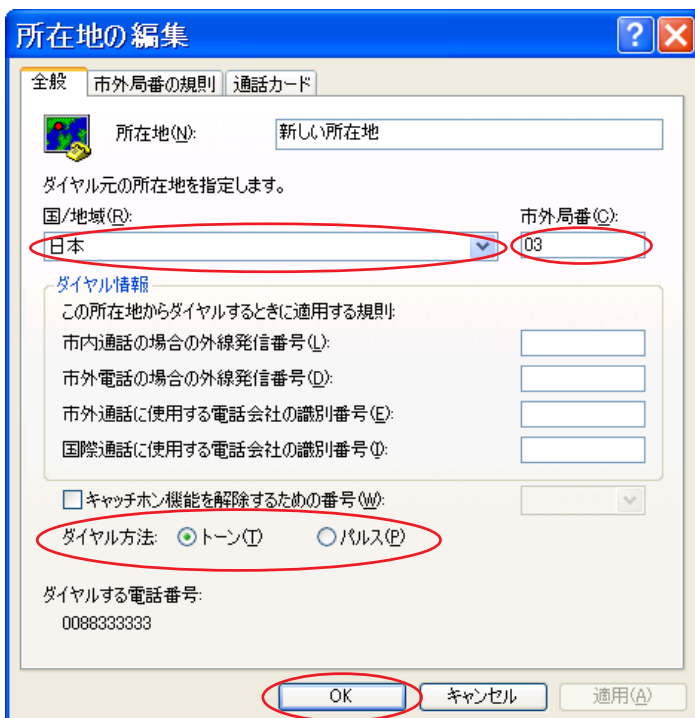 所在地の編集
全般 市外局番の規則 通話カード
所在地(N): 新しい所在地
ダイヤル元の所在地を指定します。
国/地域(R): 市外局番(C):
日本 03
ダイヤル情報
この所在地からダイヤルするときに適用する規則:
市内通話の場合の外線発信番号(L):
市外電話の場合の外線発信番号(D):
市外通話に使用する電話会社の識別番号(E):
国際通話に使用する電話会社の識別番号(I):
キャッチホン機能を解除するための番号(W):
ダイヤル方法: トーン(T) パルス(P)
ダイヤルする電話番号:
0088333333
OK キャンセル 適用(A)